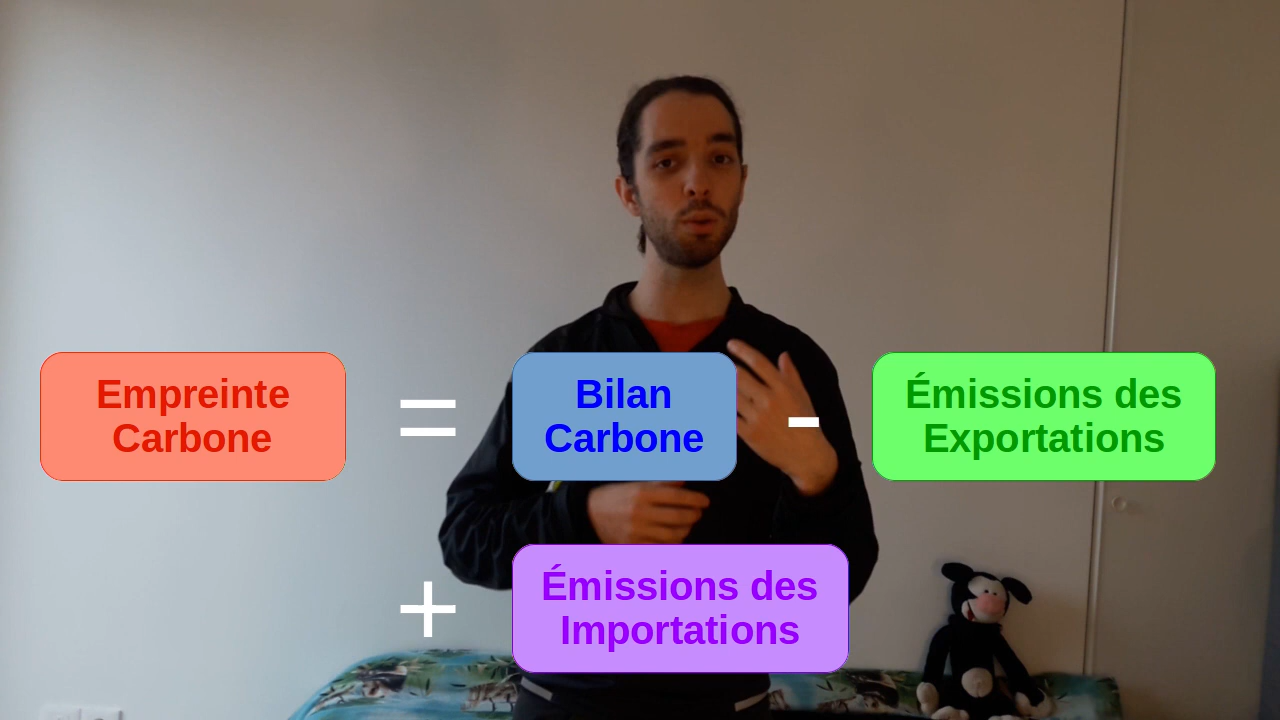 Empreinte
Carbone
=
Bilan
Carbone
-
Émissions des
Exportations
+
Émissions des
Importations